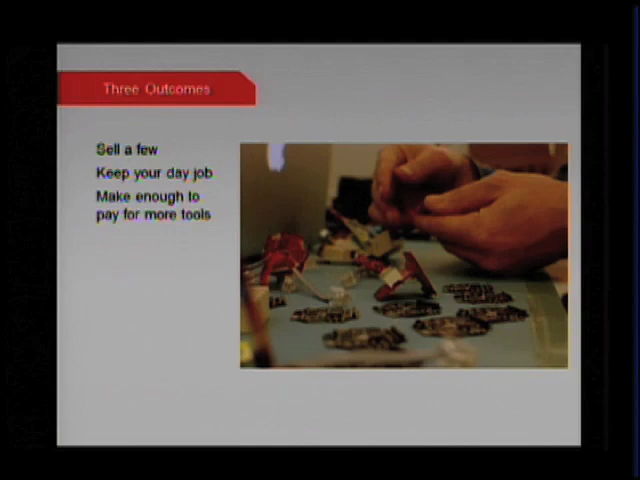 Three Outcomes
Sell a few
Keep your day job
Make enough to
pay for more tools